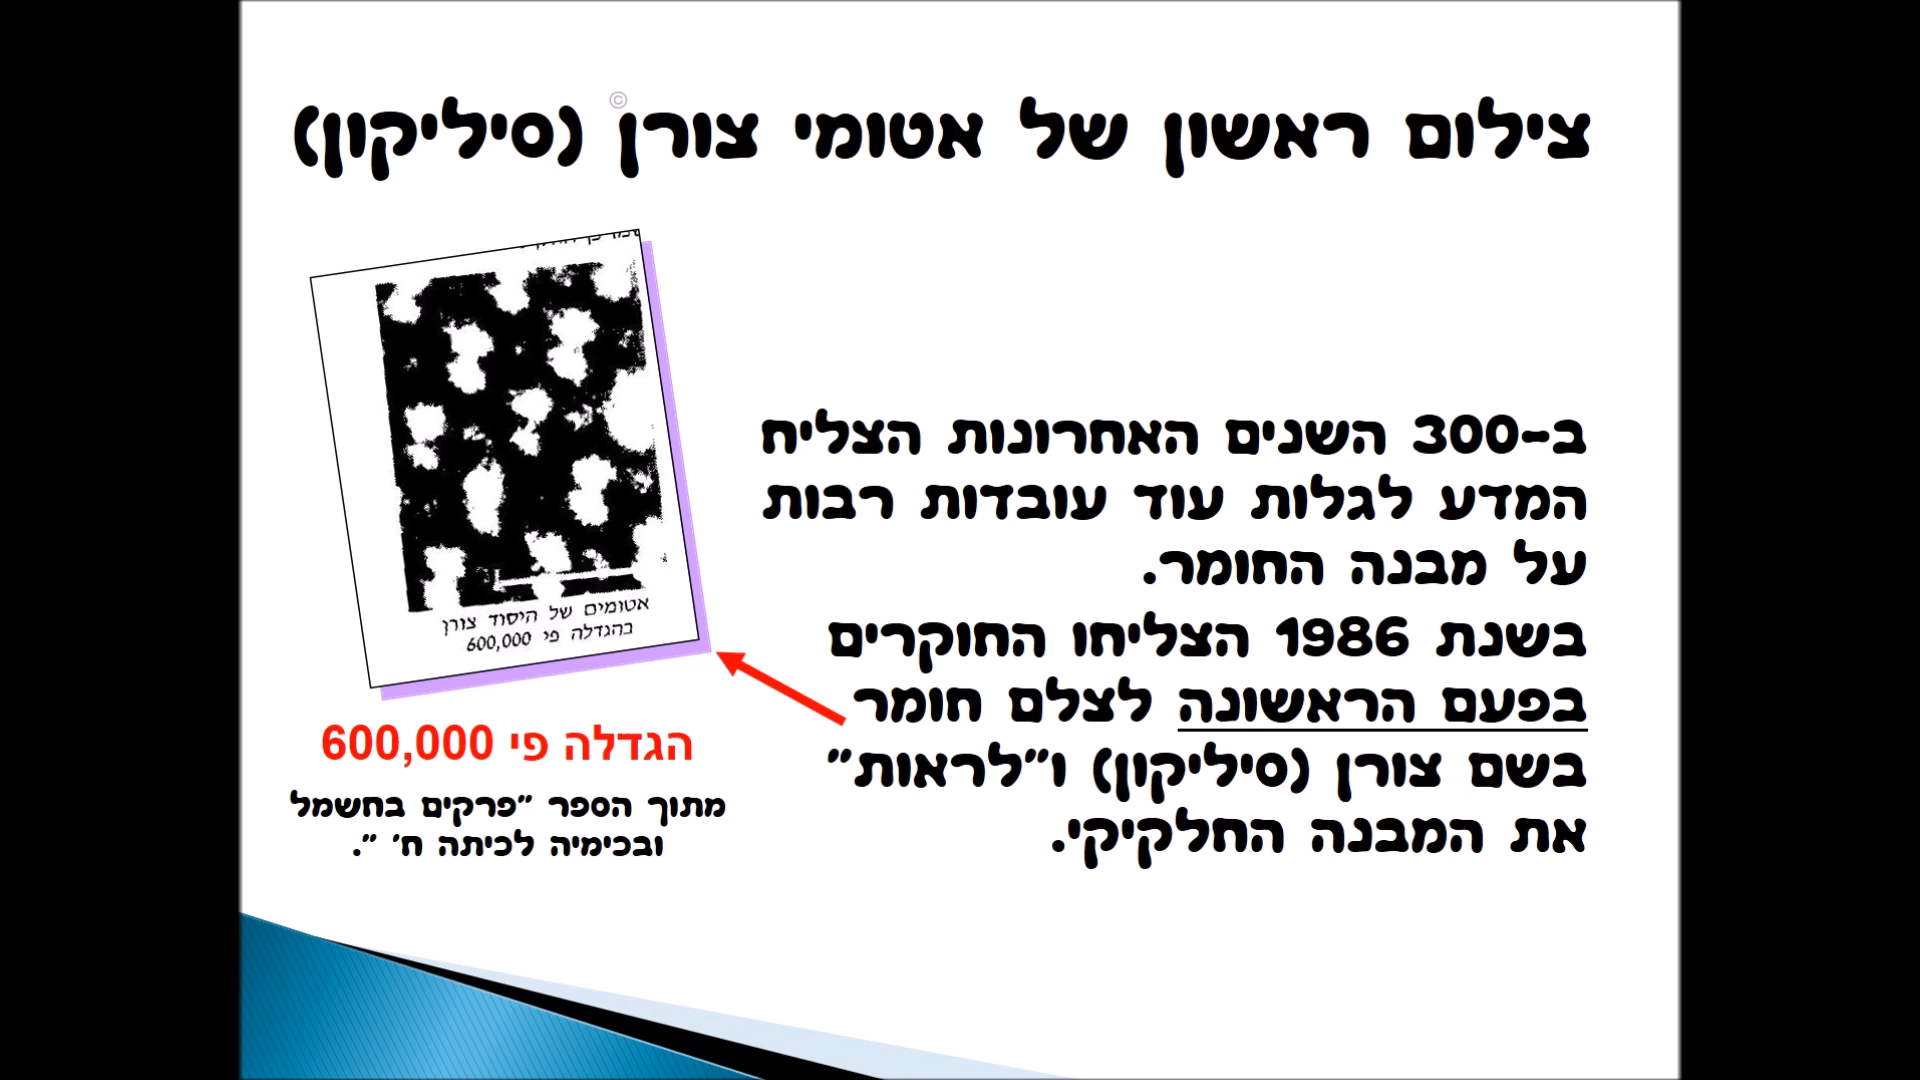 צילום ראשון של אטומי צורן (סיליקון)
©
ב-300 השנים האחרונות הצליח
המדע לגלות עוד עובדות רבות
על מבנה החומר.
בשנת 1986 הצליחו החוקרים
בפעם הראשונה לצלם חומר
בשם צורן (סיליקון) ו"לראות"
את המבנה החלקיקי.
אטומים של היסוד צורן
בהגדלה פי 600,000
הגדלה פי 600,000
מתוך הספר "פרקים בחשמל
ובכימיה לכיתה ח' ".